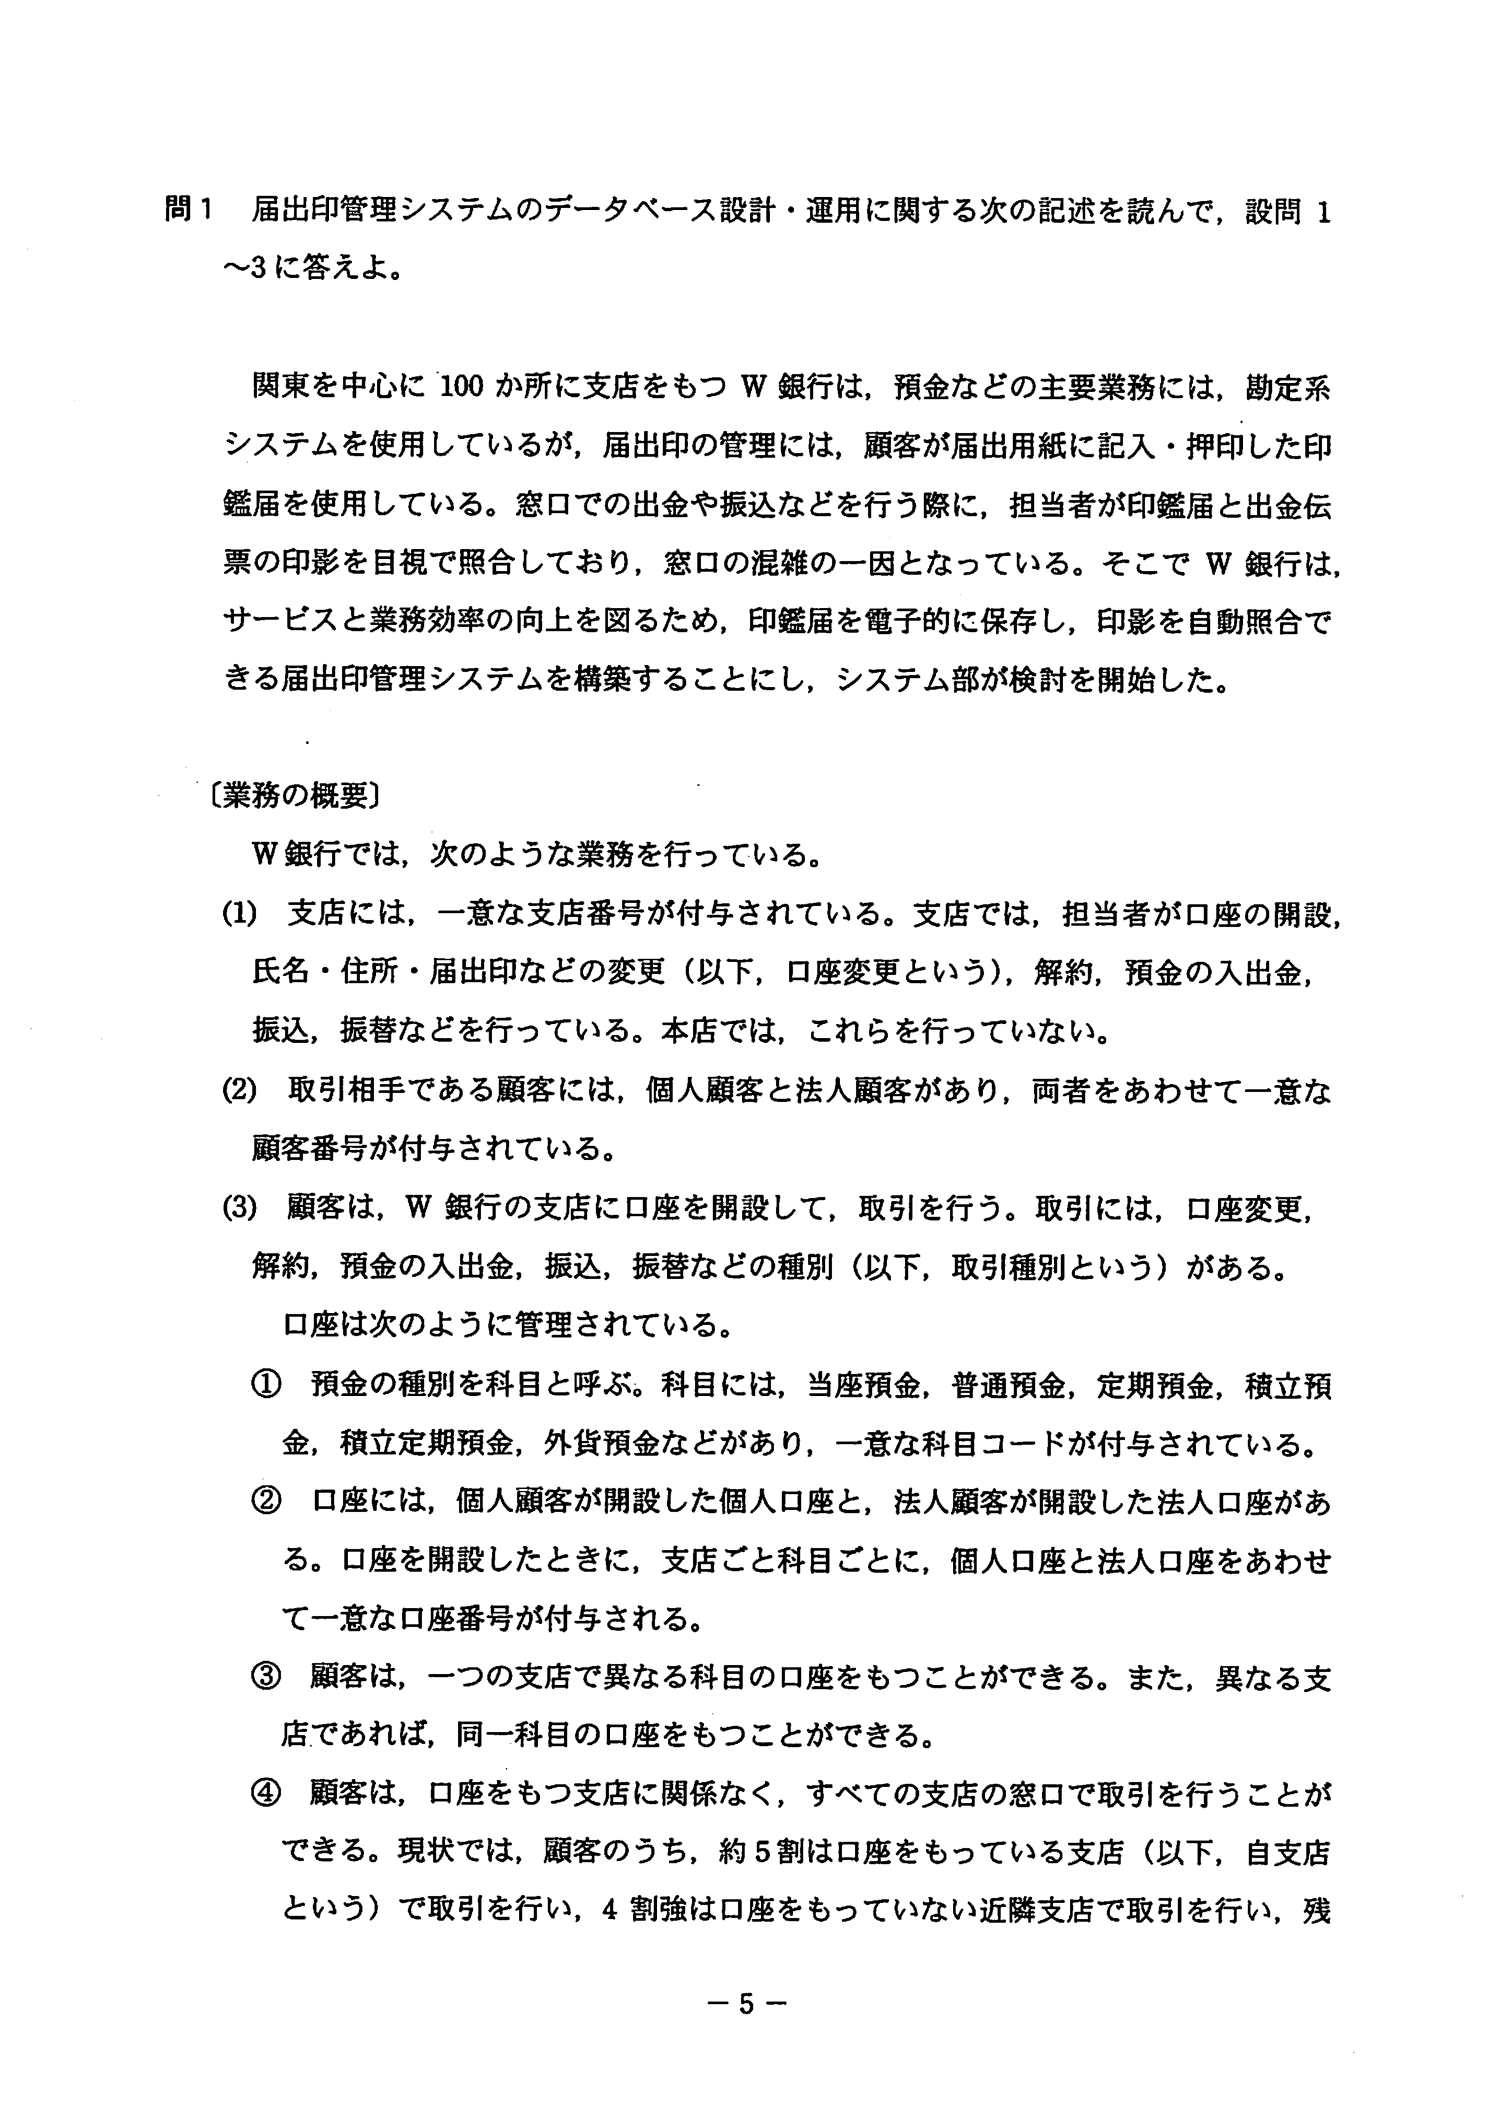 問1 届出印管理システムのデータベース設計・運用に関する次の記述を読んで，設問 1
～3 に答えよ。
関東を中心に 100 か所に支店をもつ W 銀行は，預金などの主要業務には，勘定系
システムを使用しているが，届出印の管理には，顧客が届出用紙に記入・押印した印
鑑届を使用している。窓口での出金や振込などを行う際に，担当者が印鑑届と出金伝
票の印影を目視で照合しており，窓口の混雑の一因となっている。そこで W 銀行は，
サービスと業務効率の向上を図るため，印鑑届を電子的に保存し，印影を自動照合で
きる届出印管理システムを構築することにし，システム部が検討を開始した。
〔業務の概要〕
W 銀行では，次のような業務を行っている。
(1) 支店には，一意な支店番号が付与されている。支店では，担当者が口座の開設，
氏名・住所・届出印などの変更（以下，口座変更という），解約，預金の入出金，
振込，振替などを行っている。本店では，これらを行っていない。
(2) 取引相手である顧客には，個人顧客と法人顧客があり，両者をあわせて一意な
顧客番号が付与されている。
(3) 顧客は，W 銀行の支店に口座を開設して，取引を行う。取引には，口座変更，
解約，預金の入出金，振込，振替などの種別（以下，取引種別という）がある。
口座は次のように管理されている。
① 預金の種別を科目と呼ぶ。科目には，当座預金，普通預金，定期預金，積立預
金，積立定期預金，外貨預金などがあり，一意な科目コードが付与されている。
② 口座には，個人顧客が開設した個人口座と，法人顧客が開設した法人口座があ
る。口座を開設したときに，支店ごと科目ごとに，個人口座と法人口座をあわせ
て一意な口座番号が付与される。
③ 顧客は，一つの支店で異なる科目の口座をもつことができる。また，異なる支
店であれば，同一科目の口座をもつことができる。
④ 顧客は，口座をもつ支店に関係なく，すべての支店の窓口で取引を行うことが
できる。現状では，顧客のうち，約 5 割は口座をもっている支店（以下，自支店
という）で取引を行い，4 割強は口座をもっていない近隣支店で取引を行い，残
－ 5 －